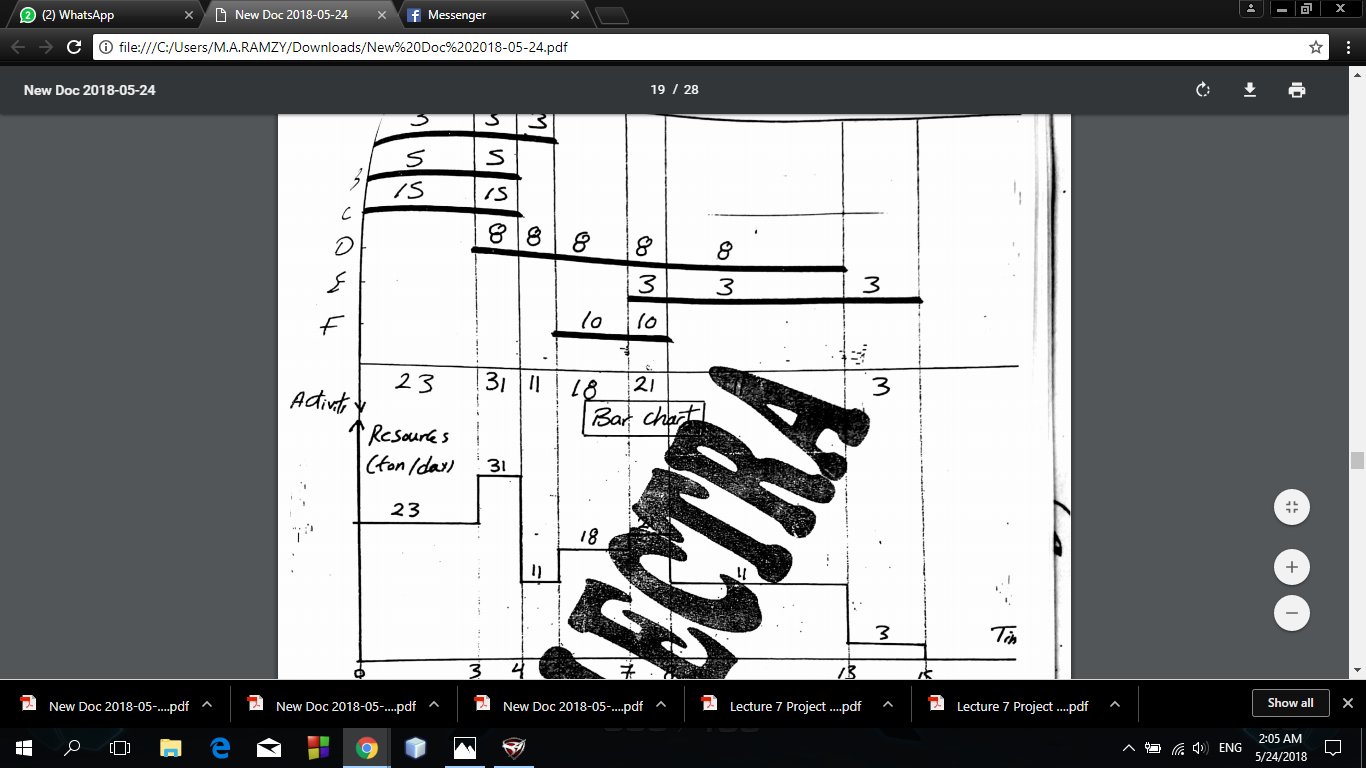 (2) WhatsApp
New Doc 2018-05-24
Messenger
file:///C:/Users/M.A.RAMZY/Downloads/New%20Doc%202018-05-24.pdf
New Doc 2018-05-24
19 / 28
3
5 5
15 15
C
D 8 8 8 8 8
E 3 3 3
F 10 10
23 31 11 18 21 3
Activity
Bar chart
Resources
(ton/day)
31
23
18
11
11
3
0 3 4 7 13 15
New Doc 2018-05-....pdf
New Doc 2018-05-....pdf
New Doc 2018-05-....pdf
Lecture 7 Project ....pdf
Lecture 7 Project ....pdf
Show all
ENG
2:05 AM
5/24/2018